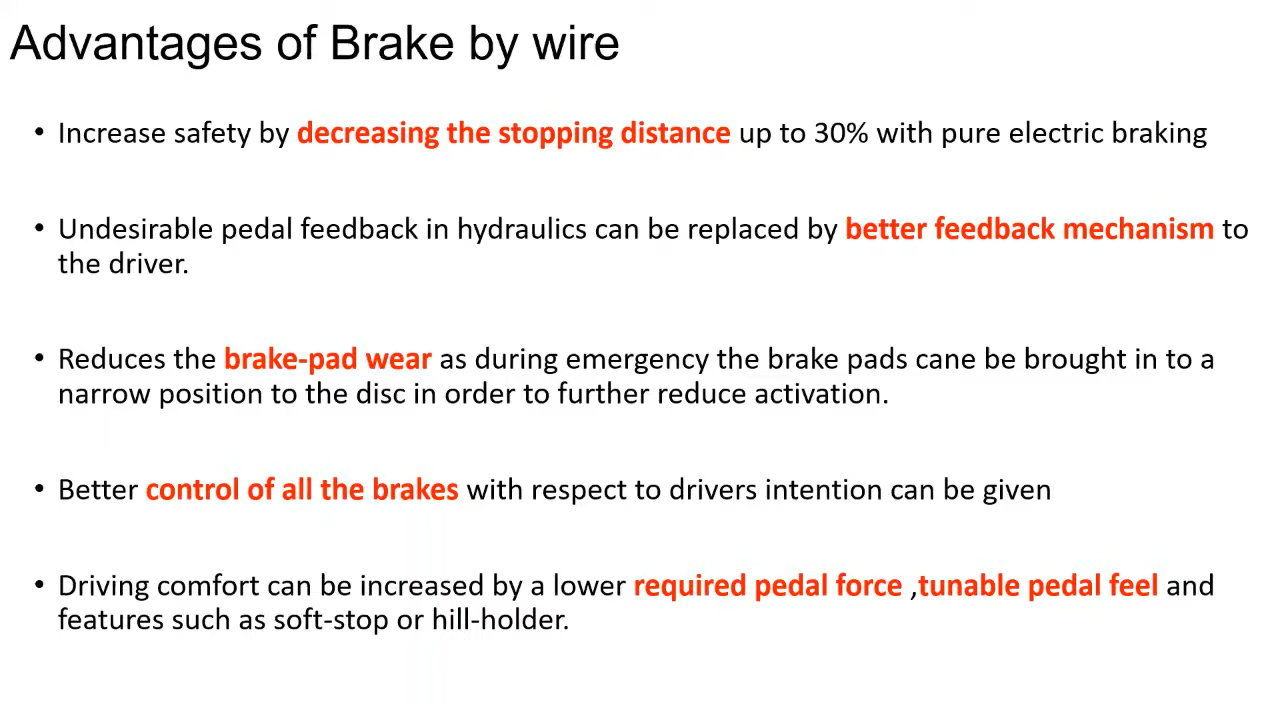 Advantages of Brake by wire
• Increase safety by decreasing the stopping distance up to 30% with pure electric braking
• Undesirable pedal feedback in hydraulics can be replaced by better feedback mechanism to
the driver.
• Reduces the brake-pad wear as during emergency the brake pads cane be brought in to a
narrow position to the disc in order to further reduce activation.
• Better control of all the brakes with respect to drivers intention can be given
• Driving comfort can be increased by a lower required pedal force ,tunable pedal feel and
features such as soft-stop or hill-holder.